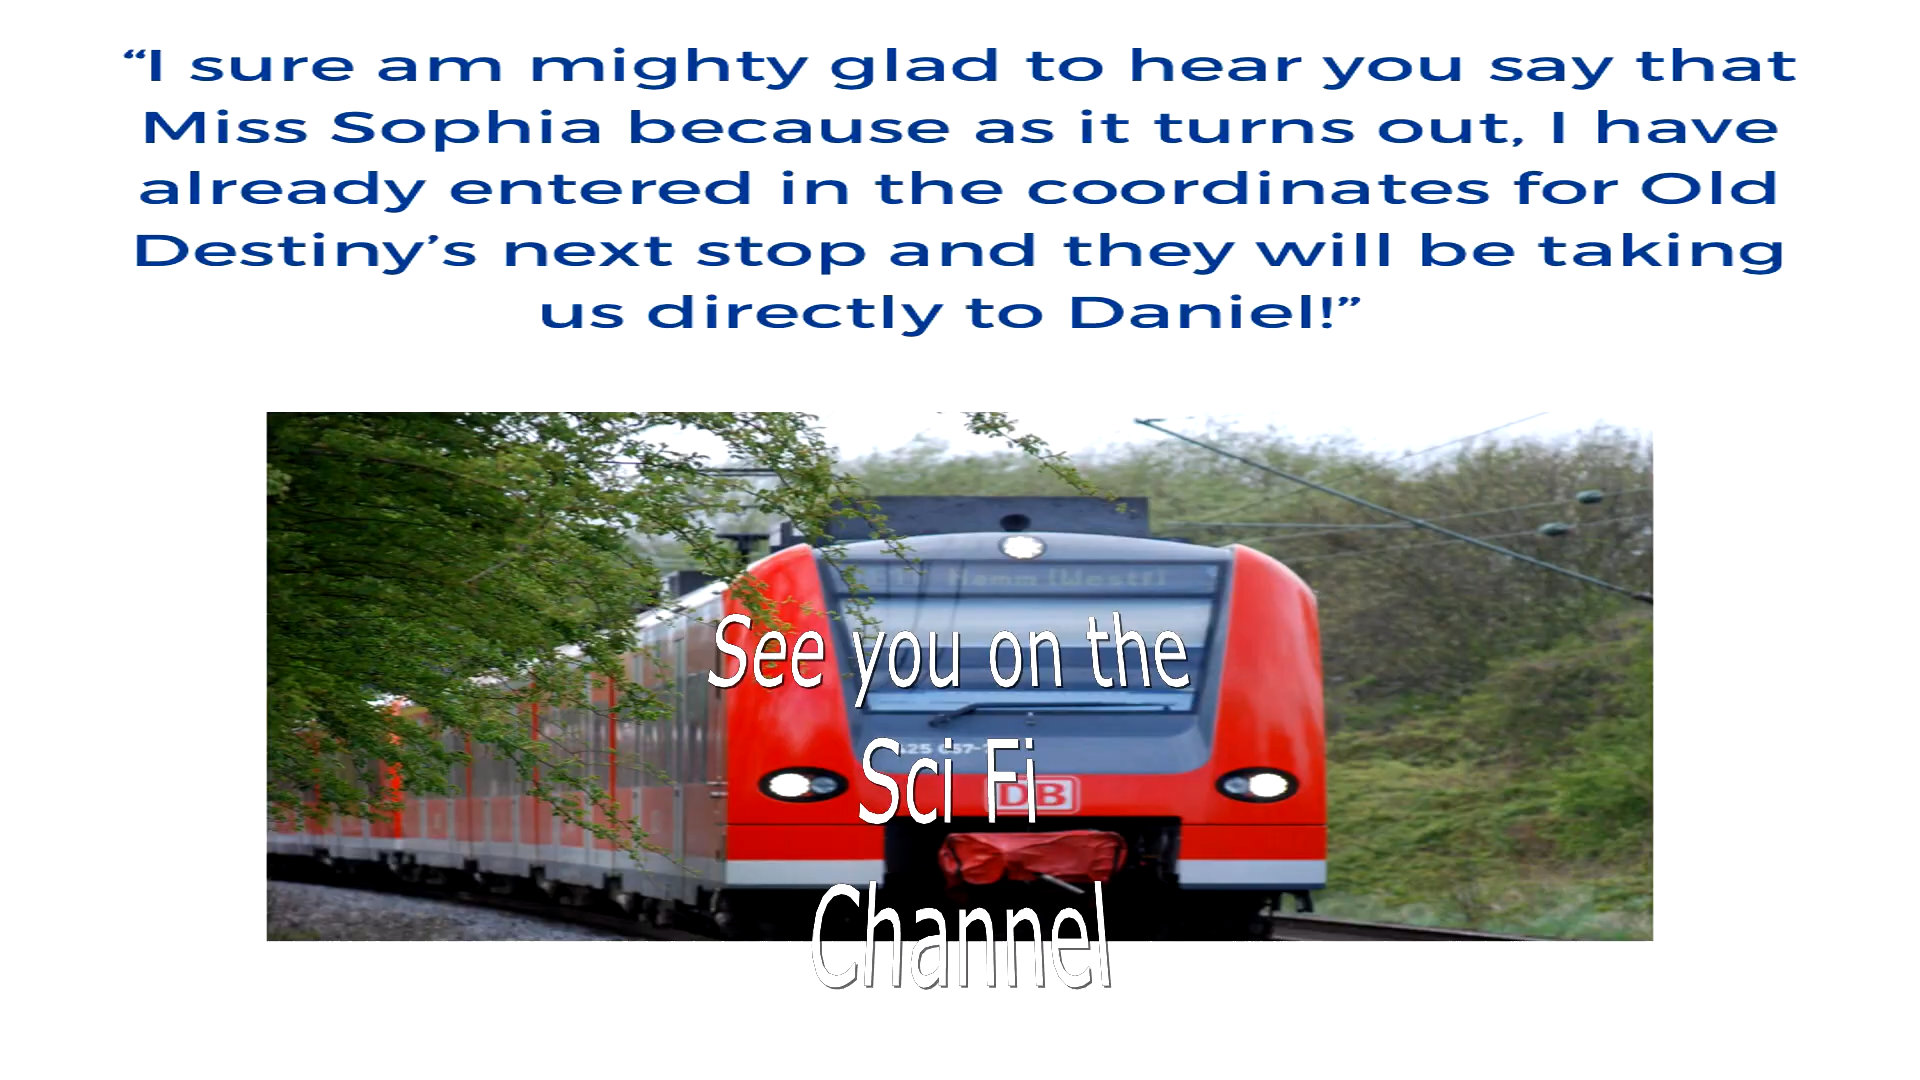 “I sure am mighty glad to hear you say that
Miss Sophia because as it turns out, I have
already entered in the coordinates for Old
Destiny’s next stop and they will be taking
us directly to Daniel!”
Hamm (Westf)
See you on the
Sci Fi
DB
Channel